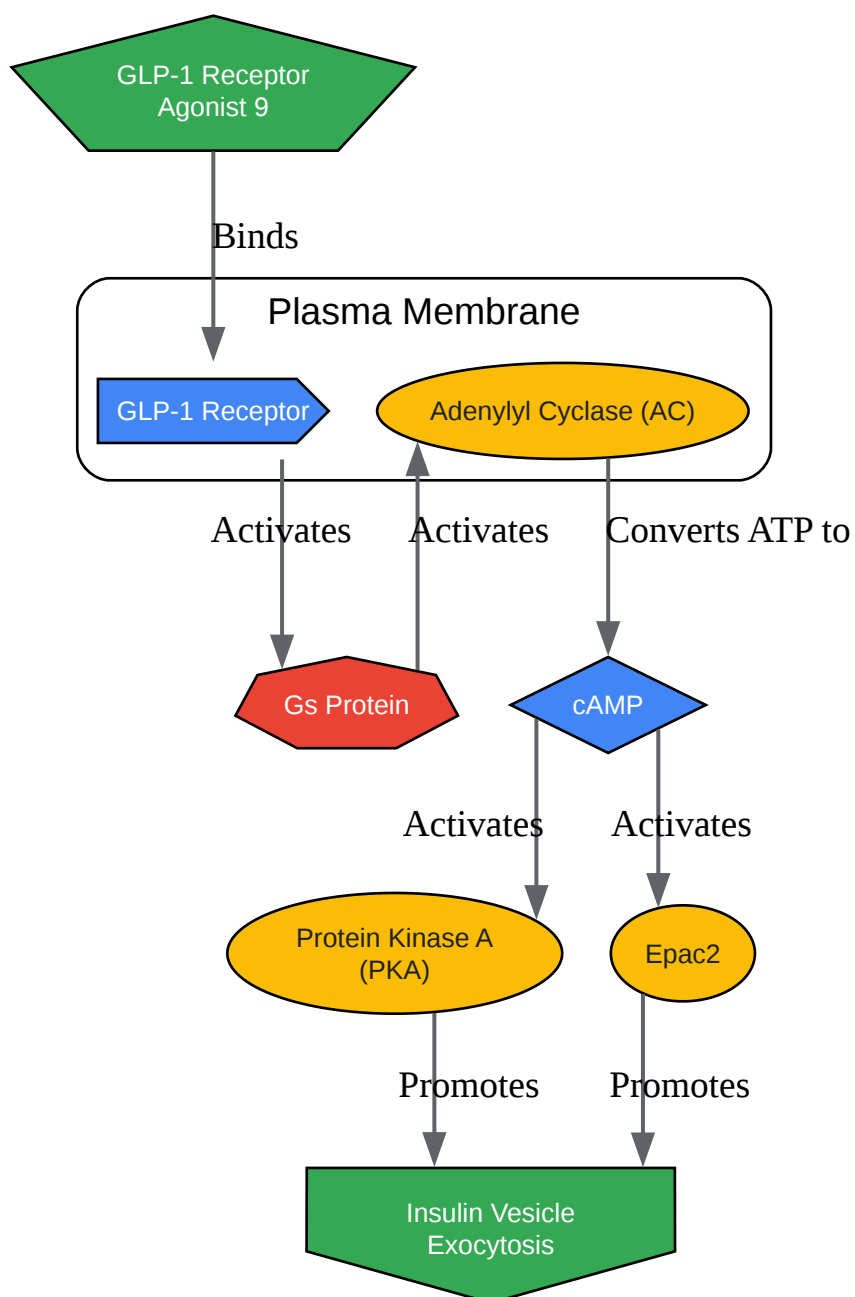 GLP-1 Receptor
Agonist 9
Binds
Plasma Membrane
GLP-1 Receptor
Adenylyl Cyclase (AC)
Activates
Activates
Converts ATP to
Gs Protein
cAMP
Activates
Activates
Protein Kinase A
(PKA)
Epac2
Promotes
Promotes
Insulin Vesicle
Exocytosis